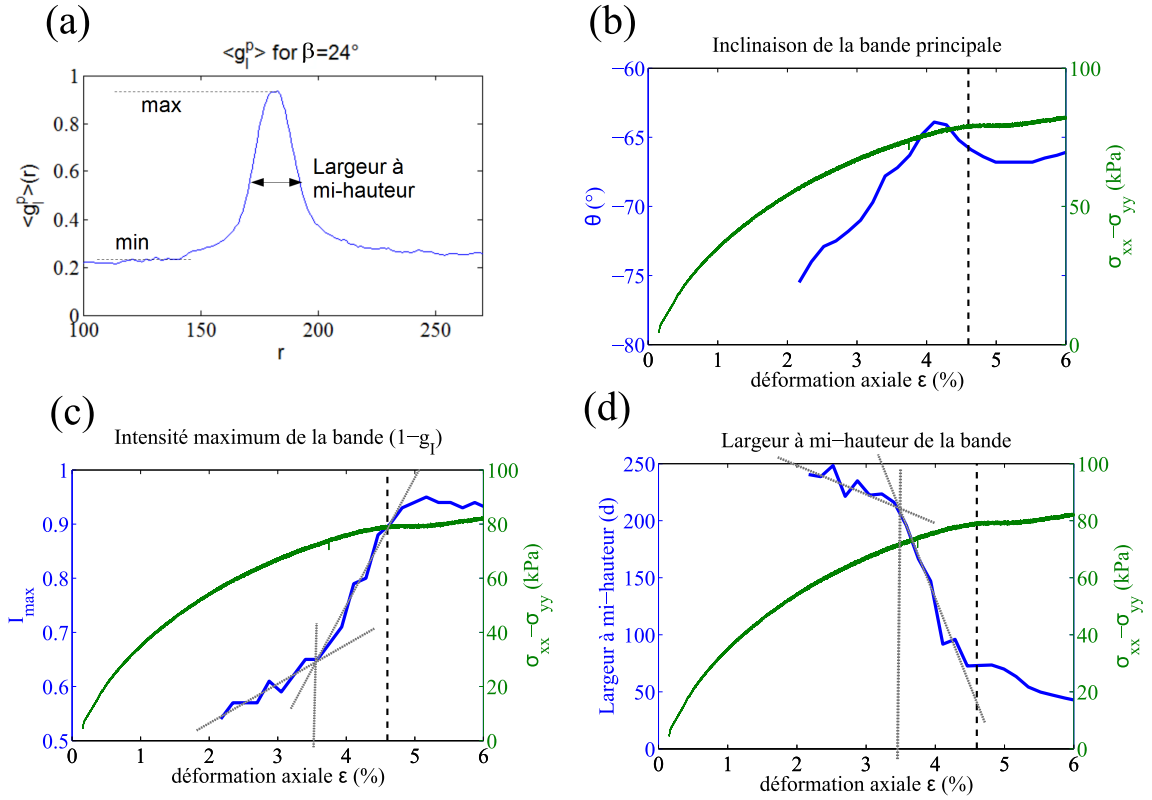 (a)
<g_I^p> for β=24°
1
0.8
0.6
0.4
0.2
0
max
min
Largeur à
mi-hauteur
<g_I^p>(r)
100
150
200
250
r
(b)
Inclinaison de la bande principale
−60
−65
−70
−75
−80
θ (°)
100
50
0
σ_xx−σ_yy (kPa)
0
1
2
3
4
5
6
déformation axiale ε (%)
(c)
Intensité maximum de la bande (1−g_I)
1
0.9
0.8
0.7
0.6
0.5
I_max
100
80
60
40
20
0
σ_xx−σ_yy (kPa)
0
1
2
3
4
5
6
déformation axiale ε (%)
(d)
Largeur à mi−hauteur de la bande
250
200
150
100
50
0
Largeur à mi−hauteur (d)
100
80
60
40
20
0
σ_xx−σ_yy (kPa)
0
1
2
3
4
5
6
déformation axiale ε (%)